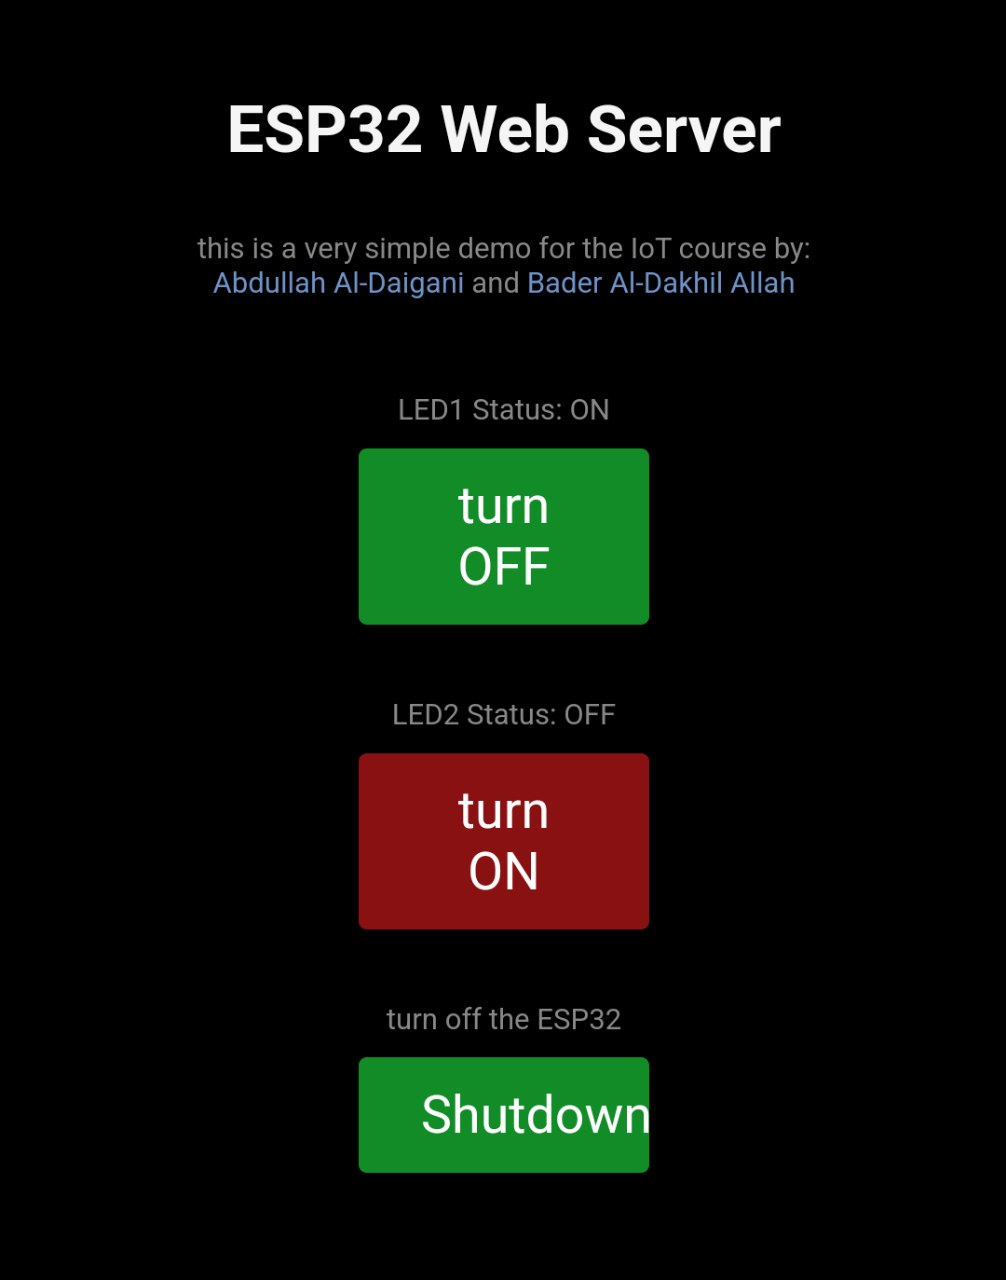 ESP32 Web Server
this is a very simple demo for the IoT course by:
Abdullah Al-Daigani and Bader Al-Dakhil Allah
LED1 Status: ON
turn
OFF
LED2 Status: OFF
turn
ON
turn off the ESP32
Shutdown